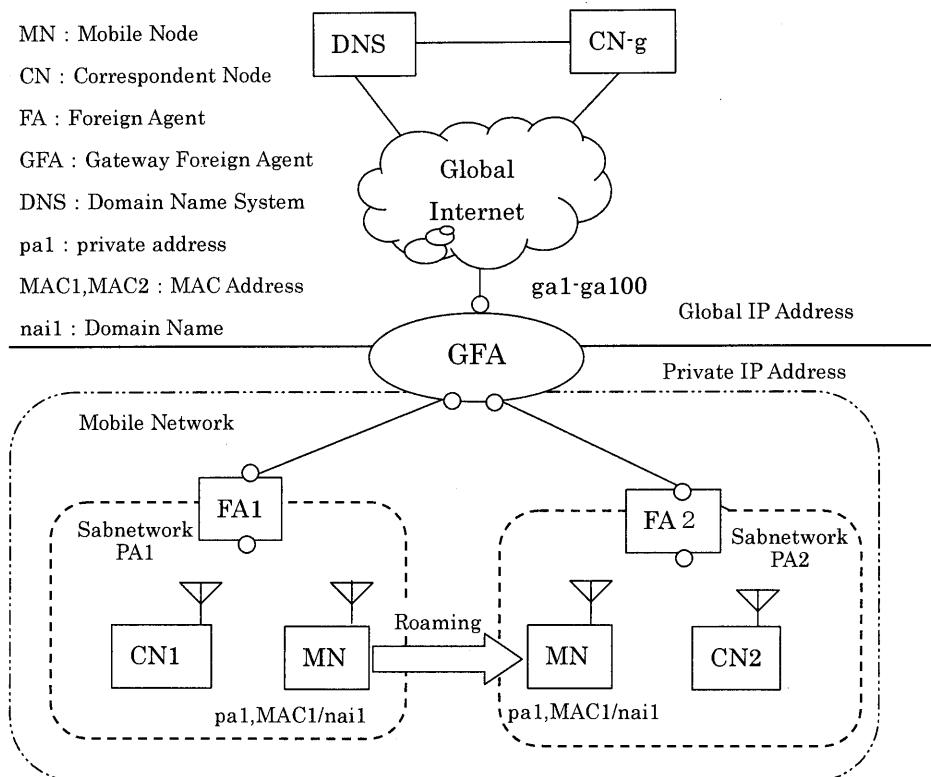 MN : Mobile Node
CN : Correspondent Node
FA : Foreign Agent
GFA : Gateway Foreign Agent
DNS : Domain Name System
pa1 : private address
MAC1,MAC2 : MAC Address
nai1 : Domain Name
DNS
CN-g
Global
Internet
ga1-ga100
Global IP Address
GFA
Private IP Address
Mobile Network
FA1
Sabnetwork
PA1
FA 2
Sabnetwork
PA2
CN1
MN
Roaming
MN
CN2
pa1,MAC1/nai1
pa1,MAC1/nai1